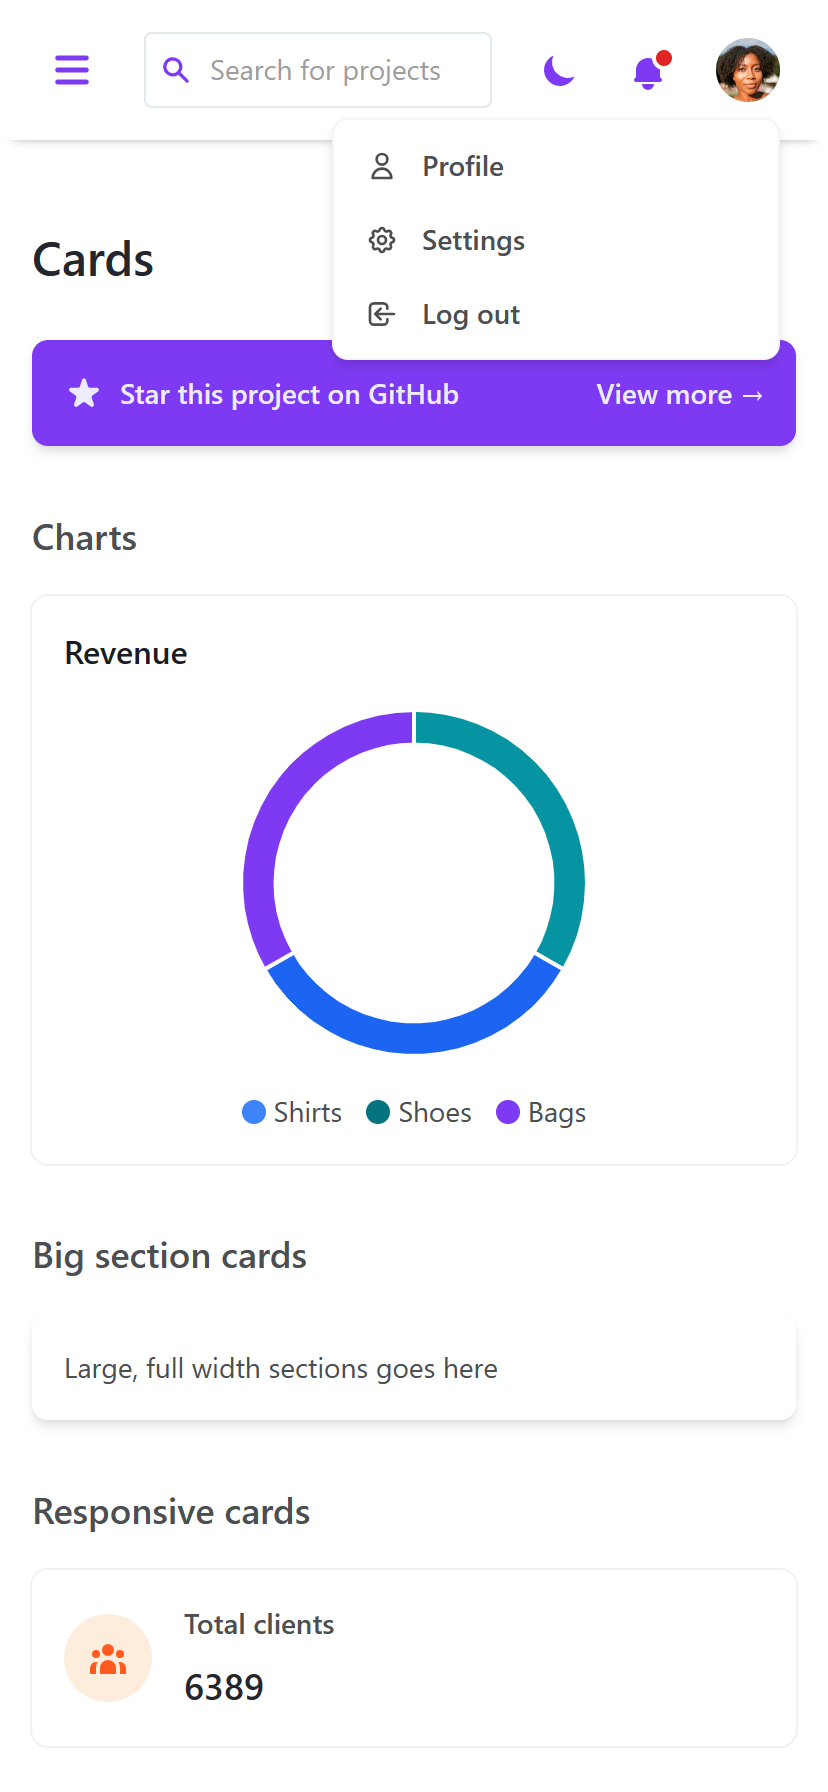 Search for projects
Profile
Settings
Log out
Cards
Star this project on GitHub View more →
Charts
Revenue
Shirts Shoes Bags
Big section cards
Large, full width sections goes here
Responsive cards
Total clients
6389